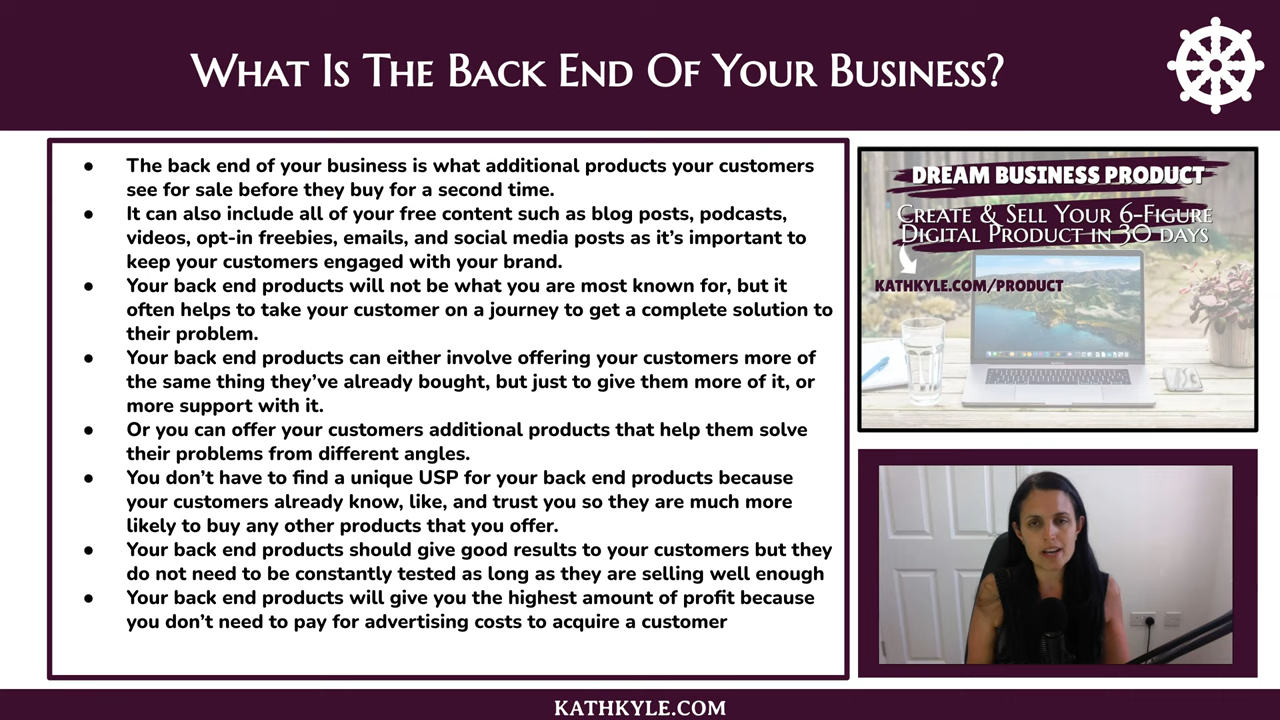 What Is The Back End Of Your Business?
● The back end of your business is what additional products your customers
see for sale before they buy for a second time.
● It can also include all of your free content such as blog posts, podcasts,
videos, opt-in freebies, emails, and social media posts as it’s important to
keep your customers engaged with your brand.
● Your back end products will not be what you are most known for, but it
often helps to take your customer on a journey to get a complete solution to
their problem.
● Your back end products can either involve offering your customers more of
the same thing they’ve already bought, but just to give them more of it, or
more support with it.
● Or you can offer your customers additional products that help them solve
their problems from different angles.
● You don’t have to find a unique USP for your back end products because
your customers already know, like, and trust you so they are much more
likely to buy any other products that you offer.
● Your back end products should give good results to your customers but they
do not need to be constantly tested as long as they are selling well enough
● Your back end products will give you the highest amount of profit because
you don’t need to pay for advertising costs to acquire a customer
DREAM BUSINESS PRODUCT
Create & Sell Your 6-Figure
Digital Product in 30 days
KATHKYLE.COM/PRODUCT
KATHKYLE.COM